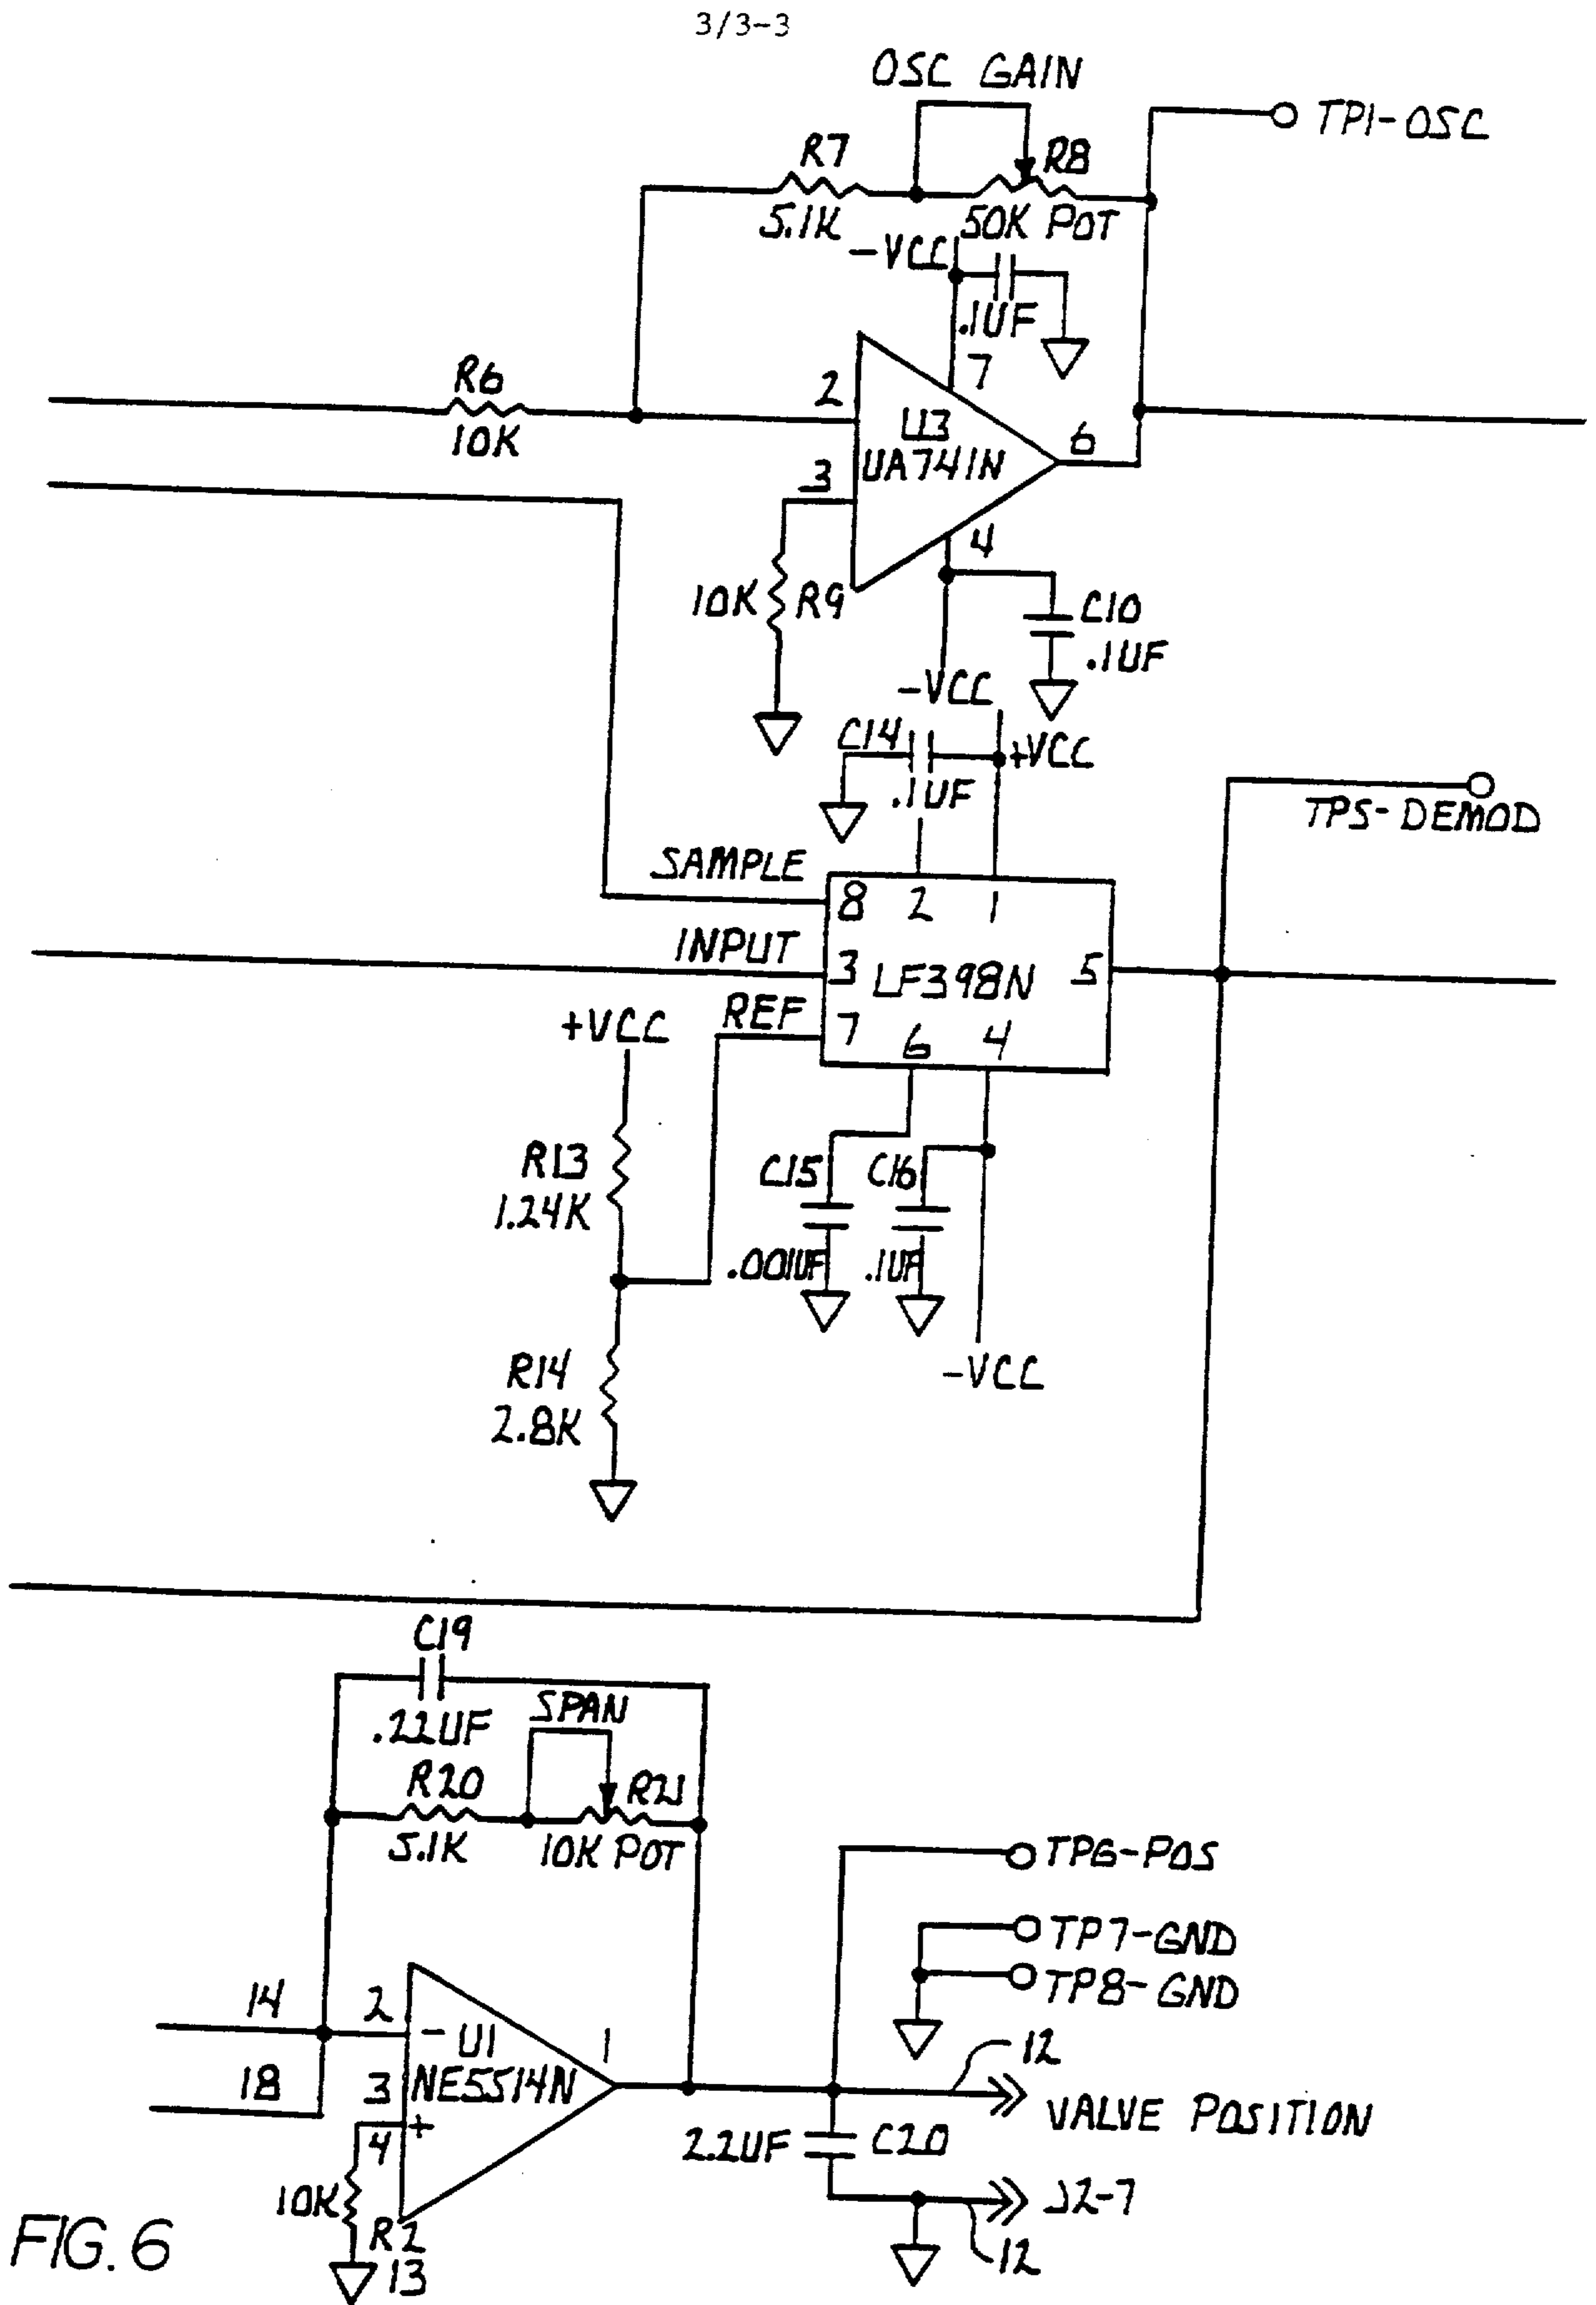 3/3-3
OSC GAIN
TP1-OSC
R7
R8
5.1K
50K POT
-VCC
.1UF
7
R6
10K
2
U3
UA741N
6
3
4
10K R9
C10
.1UF
-VCC
C14
+VCC
.1UF
TP5-DEMOD
SAMPLE
8 2 1
INPUT
3 LF398N 5
REF
7 6 4
+VCC
R13
1.24K
C15 C16
.001UF .1UF
-VCC
R14
2.8K
C19
.22UF
SPAN
R20
R21
5.1K
10K POT
TP6-POS
TP7-GND
TP8-GND
14
2 - U1 1
12
18
3 NE5514N
VALVE POSITION
+
4
2.2UF C20
10K
J2-7
R2
12
13
FIG. 6